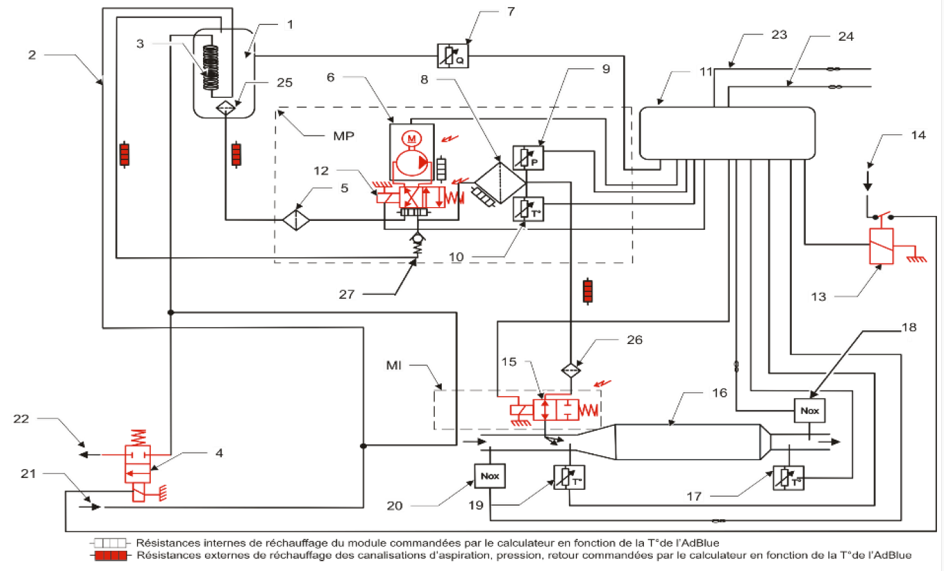 7
23
24
1
2
3
25
6
8
9
11
MP
M
Q
P
14
12
5
T°
10
27
13
18
15
26
MI
16
Nox
22
4
21
Nox
20
19
T°
17
T°
Résistances internes de réchauffage du module commandées par le calculateur en fonction de la T°de l'AdBlue
Résistances externes de réchauffage des canalisations d'aspiration, pression, retour commandées par le calculateur en fonction de la T° de l'AdBlue